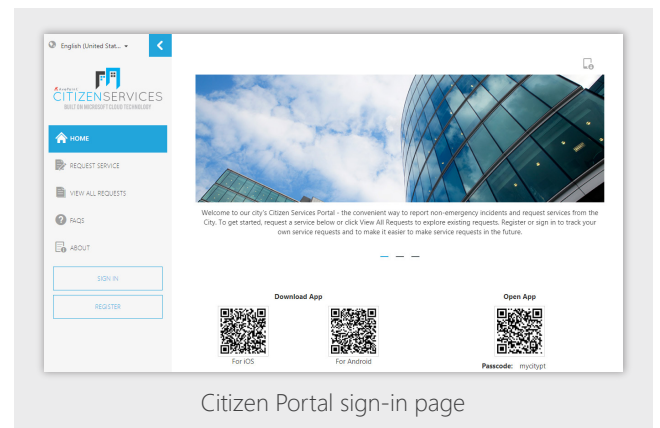 English (United Stat...
CITIZENSERVICES
BUILT ON MICROSOFT CLOUD TECHNOLOGY
HOME
REQUEST SERVICE
VIEW ALL REQUESTS
FAQS
ABOUT
SIGN IN
REGISTER
Welcome to our city's Citizen Services Portal - the convenient way to report non-emergency incidents and request services from the
City. To get started, request a service below or click View All Requests to explore existing requests. Register or sign in to track your
own service requests and to make it easier to make service requests in the future.
Download App
Open App
For iOS
For Android
Passcode: mycitypt
Citizen Portal sign-in page